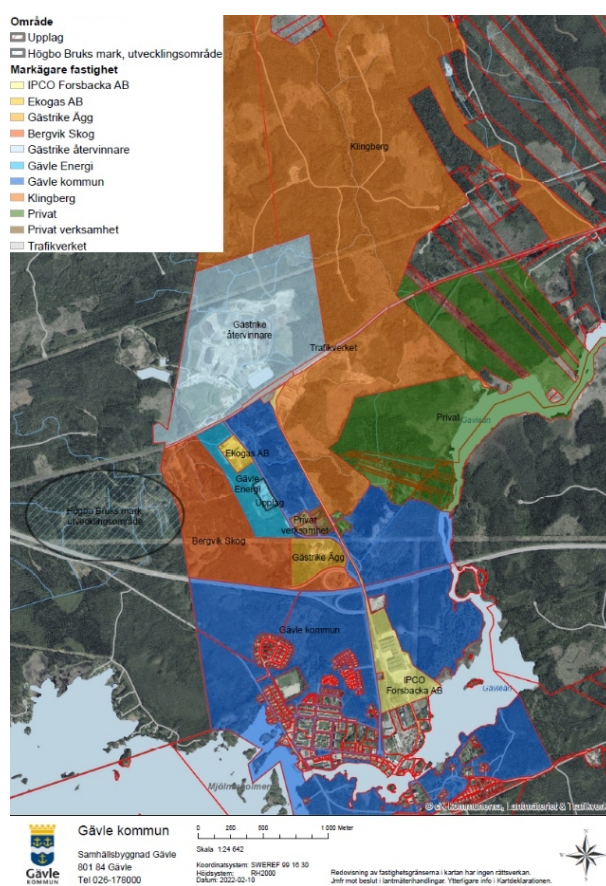 Område
Upplag
Högbo Bruks mark, utvecklingsområde
Markägare fastighet
IPCO Forsbacka AB
Ekogas AB
Gästrike Ägg
Bergvik Skog
Gästrike återvinnare
Gävle Energi
Gävle kommun
Klingberg
Privat
Privat verksamhet
Trafikverket
Klingberg
Gästrike
återvinnare
Trafikverket
Privat
Gavleån
Ekogas AB
Gävle
Energi
Upplag
Högbo Bruks mark,
utvecklingsområde
Privat
verksamhet
Bergvik Skog
Gästrike Ägg
Gävle kommun
IPCO
Forsbacka AB
Gavleån
Gävle kommun
Samhällsbyggnad Gävle
801 84 Gävle
Tel 026-178000
Gävle
KOMMUN
0 250 500 1 000 Meter
Skala 1:24 642
Koordinatsystem: SWEREF 99 16 30
Höjdsystem: RH2000
Datum: 2022-02-10
Redovisning av fastighetsgränserna i kartan har ingen rättsverkan.
Jmfr mot beslut i lantmäterihandlingar. Ytterligare info i Kartdeklarationen.